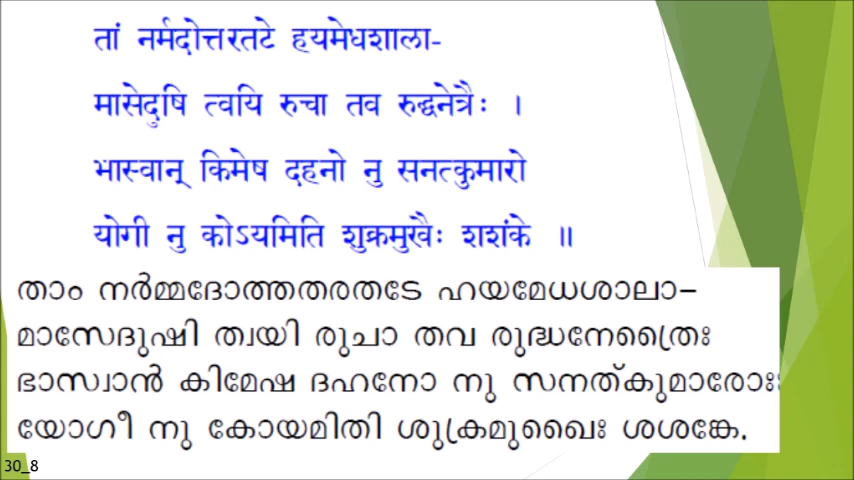 तां नर्मदोत्तरतटे हयमेधशाला-
मासेदुषि त्वयि रुचा तव रुद्धनेत्रैः ।
भास्वान् किमेष दहनो नु सनत्कुमारो
योगी नु कोऽयमिति शुक्रमुखैः शशंके ॥
താം നർമ്മദോത്തതരതടേ ഹയമേധശാലാ-
മാസേദുഷി ത്വയി രുചാ തവ രുദ്ധനേത്രൈഃ
ഭാസ്വാൻ കിമേഷ ദഹനോ നു സനത്കുമാരോഃ
യോഗീ നു കോയമിതി ശുക്രമുഖൈഃ ശശങ്കേ.
30_8